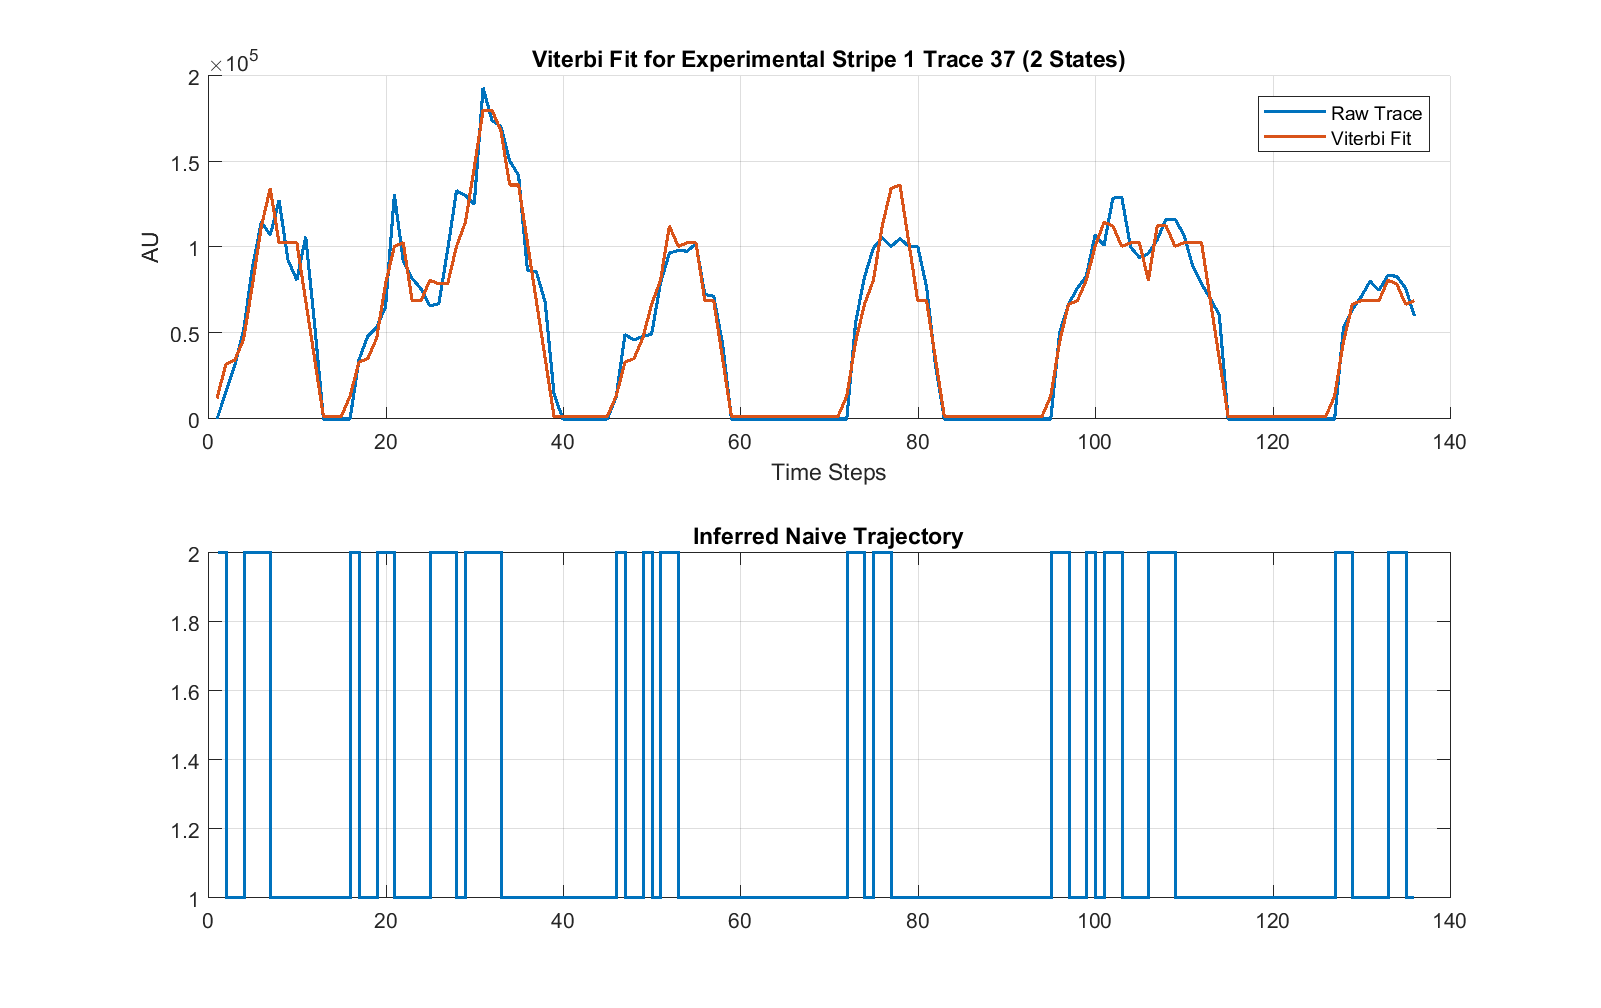 Viterbi Fit for Experimental Stripe 1 Trace 37 (2 States)
×10^5
2
1.5
1
0.5
0
AU
Raw Trace
Viterbi Fit
0 20 40 60 80 100 120 140
Time Steps
Inferred Naive Trajectory
2
1.8
1.6
1.4
1.2
1
0 20 40 60 80 100 120 140